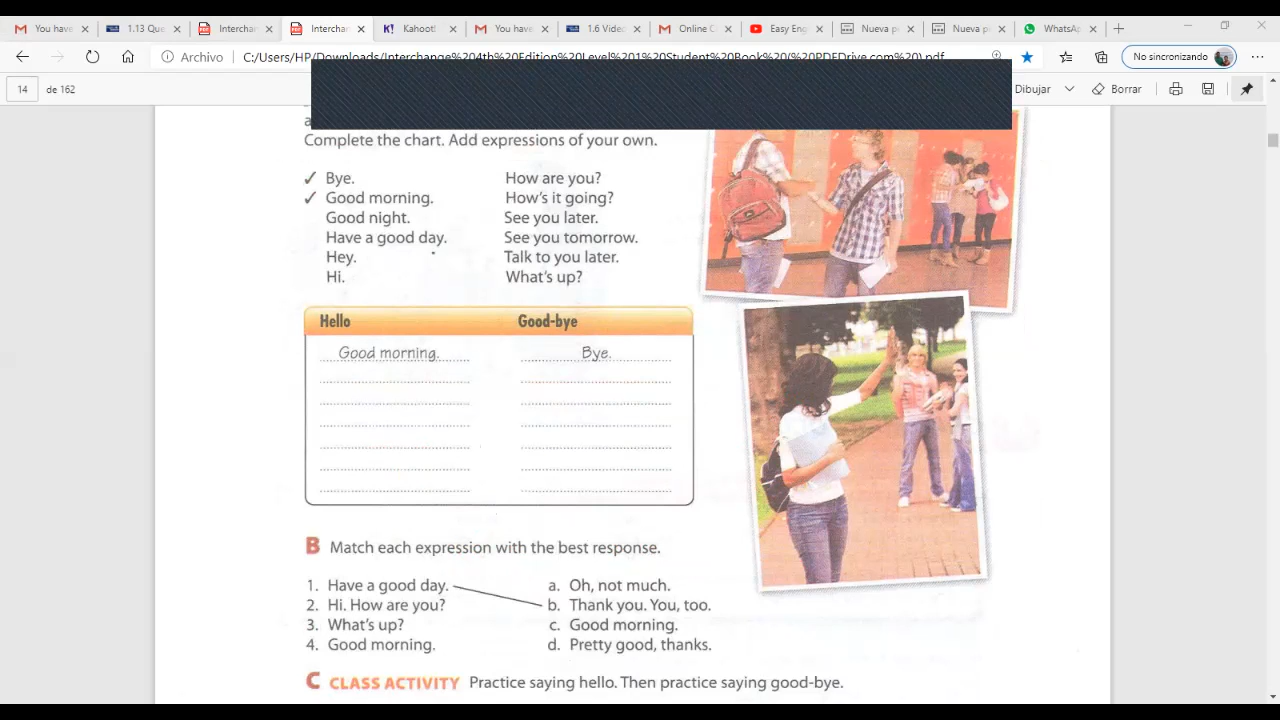 You have
1.13 Que
Interchan
Interchar
Kahoot!
You have
1.6 Video
Online C
Easy Eng
Nueva pe
Nueva pe
WhatsAp
Archivo
C:/Users/HP/Downloads/Interchange%204th%20Edition%20Level%201%20Student%20Book%20(%20PDFDrive.com%20).pdf
No sincronizando
14 de 162
Dibujar
Borrar
Complete the chart. Add expressions of your own.
✓ Bye. How are you?
✓ Good morning. How's it going?
Good night. See you later.
Have a good day. See you tomorrow.
Hey. Talk to you later.
Hi. What's up?
Hello Good-bye
Good morning. Bye.
B Match each expression with the best response.
1. Have a good day. a. Oh, not much.
2. Hi. How are you? b. Thank you. You, too.
3. What's up? c. Good morning.
4. Good morning. d. Pretty good, thanks.
C CLASS ACTIVITY Practice saying hello. Then practice saying good-bye.